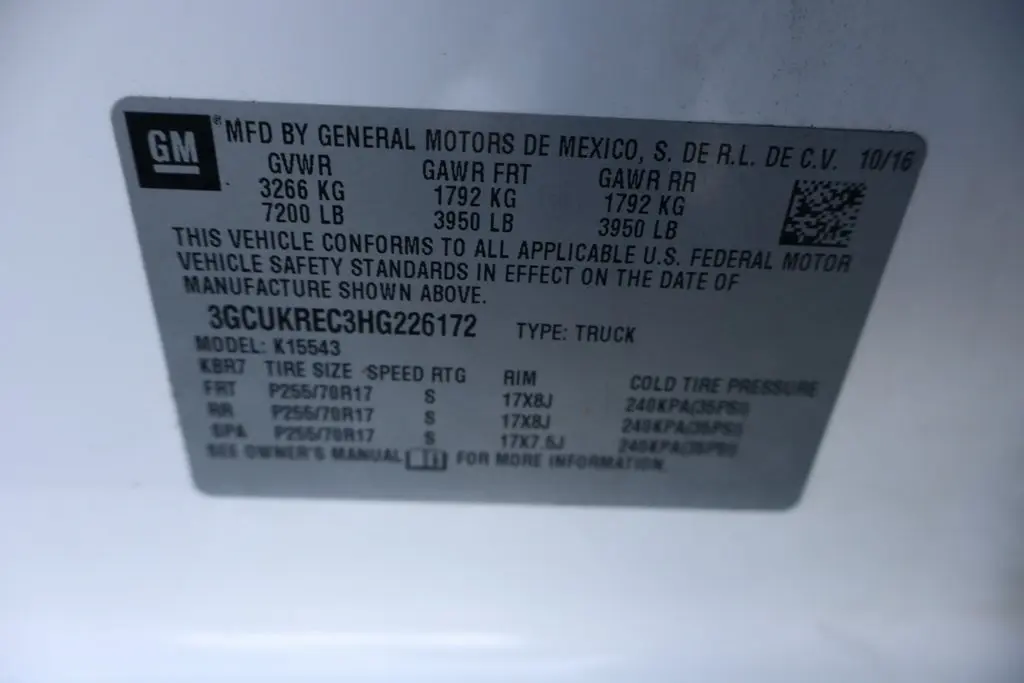 GM® MFD BY GENERAL MOTORS DE MEXICO, S. DE R.L. DE C.V. 10/16
GVWR GAWR FRT GAWR RR
3266 KG 1792 KG 1792 KG
7200 LB 3950 LB 3950 LB
THIS VEHICLE CONFORMS TO ALL APPLICABLE U.S. FEDERAL MOTOR
VEHICLE SAFETY STANDARDS IN EFFECT ON THE DATE OF
MANUFACTURE SHOWN ABOVE.
3GCUKREC3HG226172 TYPE: TRUCK
MODEL: K15543
KBR7 TIRE SIZE SPEED RTG RIM COLD TIRE PRESSURE
FRT P255/70R17 S 17X8J 240KPA(35PSI)
RR P255/70R17 S 17X8J 240KPA(35PSI)
SPA P255/70R17 S 17X7.5J 240KPA(35PSI)
SEE OWNER'S MANUAL FOR MORE INFORMATION.